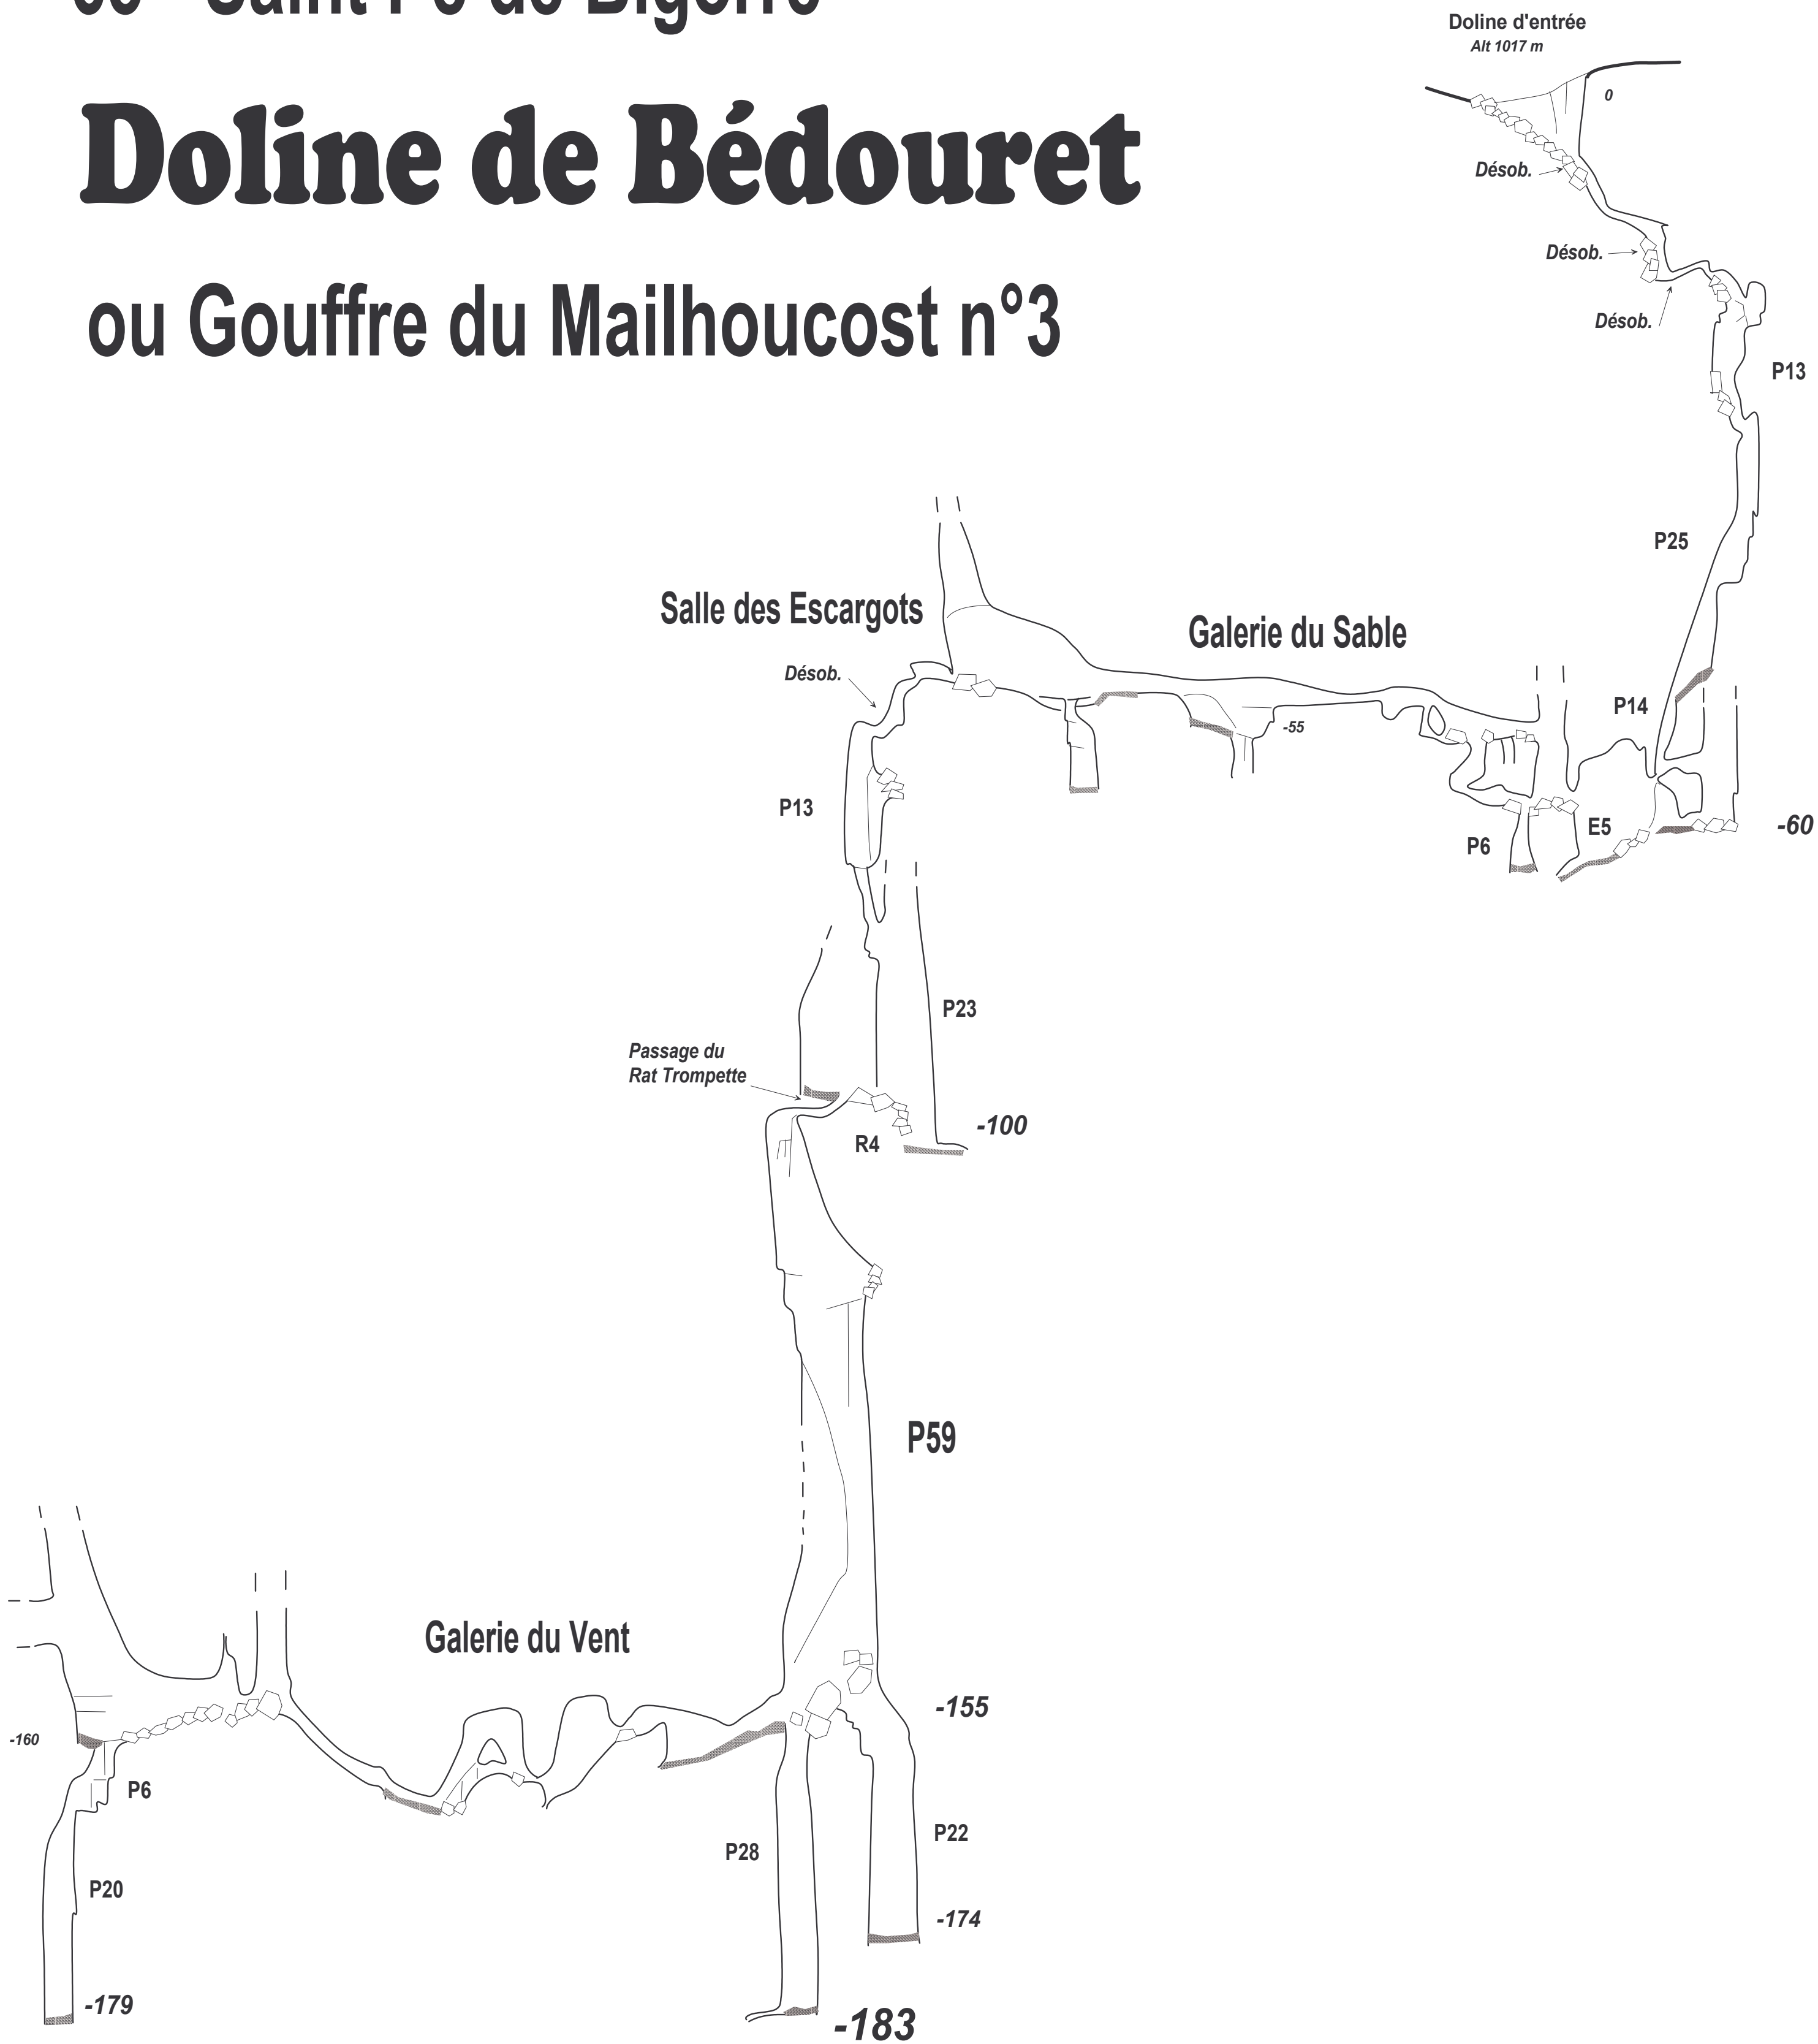 Doline d'entrée
Alt 1017 m
0
Doline de Bédouret
ou Gouffre du Mailhoucost n°3
Désob.
Désob.
Désob.
P13
P25
Salle des Escargots
Galerie du Sable
Désob.
P14
-55
P13
E5
-60
P6
P23
Passage du
Rat Trompette
-100
R4
P59
Galerie du Vent
-155
-160
P6
P22
P28
P20
-174
-179
-183